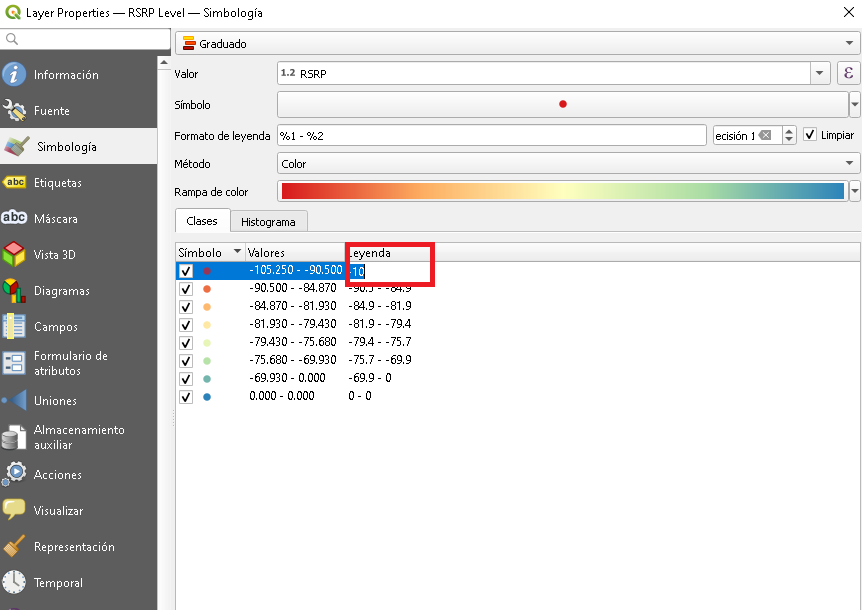 Layer Properties — RSRP Level — Simbología
Graduado
Información
Fuente
Simbología
abc Etiquetas
abc Máscara
Vista 3D
Diagramas
Campos
Formulario de
atributos
Uniones
Almacenamiento
auxiliar
Acciones
Visualizar
Representación
Temporal
Valor
1.2 RSRP
ε
Símbolo
Formato de leyenda
%1 - %2
ecisión 1
Limpiar
Método
Color
Rampa de color
Clases
Histograma
Símbolo Valores Leyenda
-105.250 - -90.500 -10
-90.500 - -84.870 -90.5 - -84.9
-84.870 - -81.930 -84.9 - -81.9
-81.930 - -79.430 -81.9 - -79.4
-79.430 - -75.680 -79.4 - -75.7
-75.680 - -69.930 -75.7 - -69.9
-69.930 - 0.000 -69.9 - 0
0.000 - 0.000 0 - 0